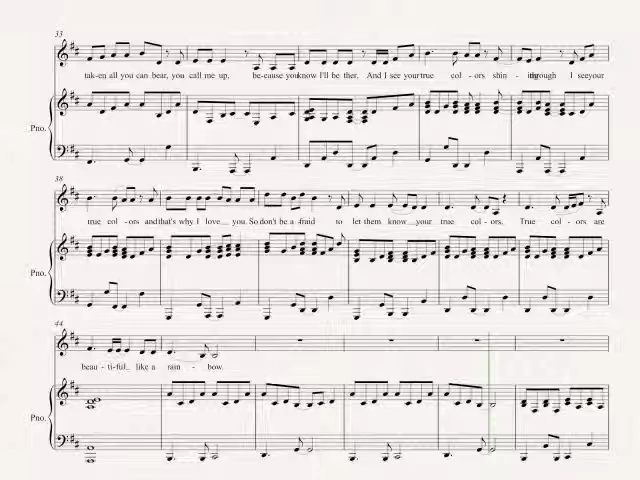 33
tak-en all you can bear, you call me up, be-cause you know I'll be ther. And I see your true col - ors shin - ing through I see your
Pno.
38
true col - ors and that's why I love you. So don't be a-fraid to let them know your true col - ors. True col - ors are
Pno.
44
beau - ti-ful, like a rain - bow.
Pno.